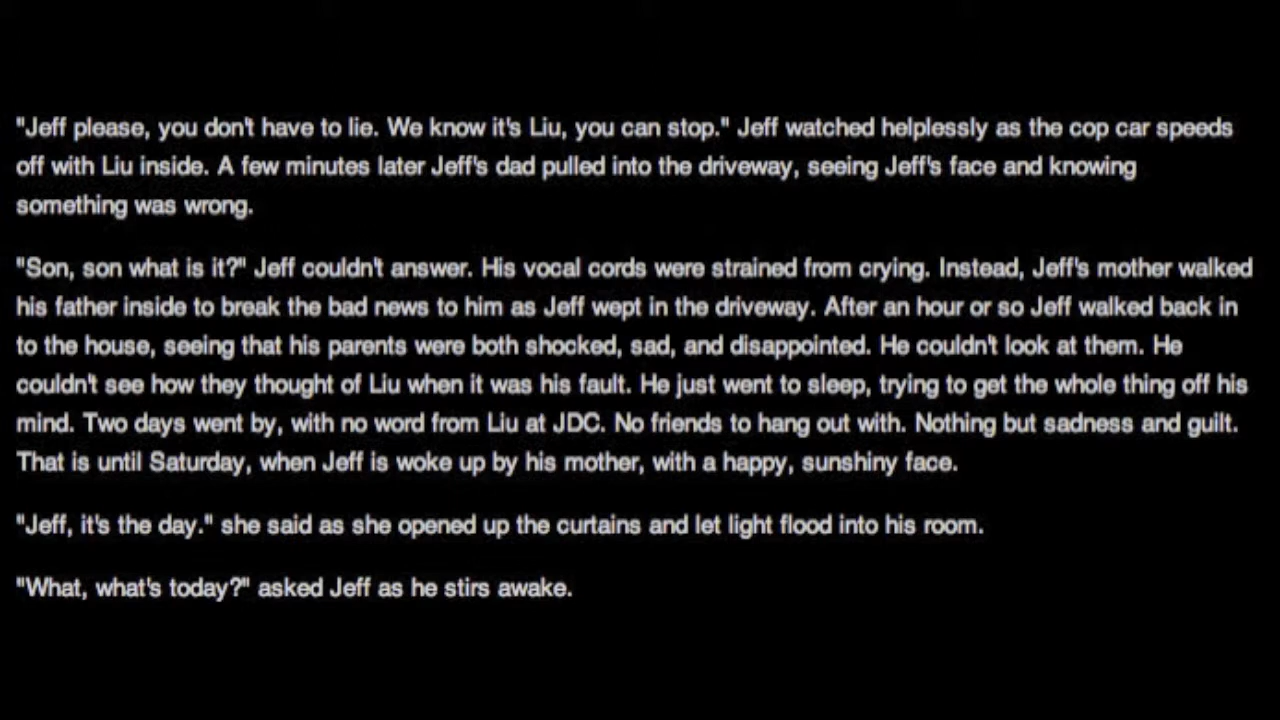 "Jeff please, you don't have to lie. We know it's Liu, you can stop." Jeff watched helplessly as the cop car speeds
off with Liu inside. A few minutes later Jeff's dad pulled into the driveway, seeing Jeff's face and knowing
something was wrong.
"Son, son what is it?" Jeff couldn't answer. His vocal cords were strained from crying. Instead, Jeff's mother walked
his father inside to break the bad news to him as Jeff wept in the driveway. After an hour or so Jeff walked back in
to the house, seeing that his parents were both shocked, sad, and disappointed. He couldn't look at them. He
couldn't see how they thought of Liu when it was his fault. He just went to sleep, trying to get the whole thing off his
mind. Two days went by, with no word from Liu at JDC. No friends to hang out with. Nothing but sadness and guilt.
That is until Saturday, when Jeff is woke up by his mother, with a happy, sunshiny face.
"Jeff, it's the day." she said as she opened up the curtains and let light flood into his room.
"What, what's today?" asked Jeff as he stirs awake.